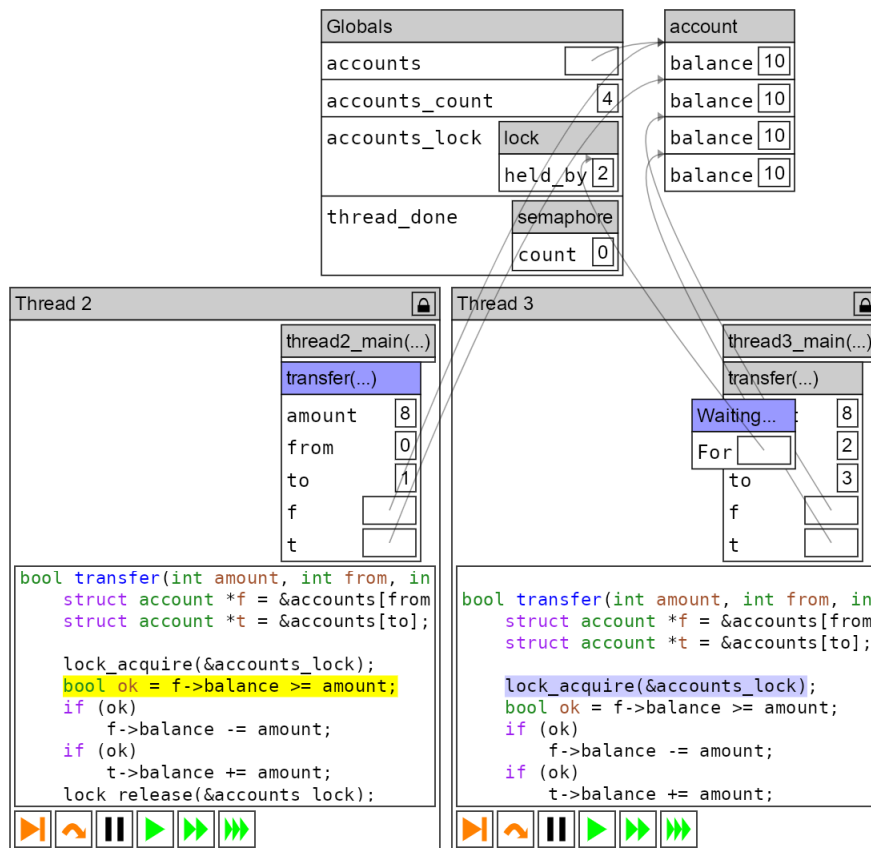 Globals
accounts
accounts_count 4
accounts_lock lock
held_by 2
thread_done semaphore
count 0
account
balance 10
balance 10
balance 10
balance 10
Thread 2
thread2_main(...)
transfer(...)
amount 8
from 0
to 1
f
t
bool transfer(int amount, int from, in
struct account *f = &accounts[from
struct account *t = &accounts[to];
lock_acquire(&accounts_lock);
bool ok = f->balance >= amount;
if (ok)
f->balance -= amount;
if (ok)
t->balance += amount;
lock_release(&accounts_lock);
Thread 3
thread3_main(...)
transfer(...)
Waiting... t 8
For 2
to 3
f
t
bool transfer(int amount, int from, in
struct account *f = &accounts[from
struct account *t = &accounts[to];
lock_acquire(&accounts_lock);
bool ok = f->balance >= amount;
if (ok)
f->balance -= amount;
if (ok)
t->balance += amount;